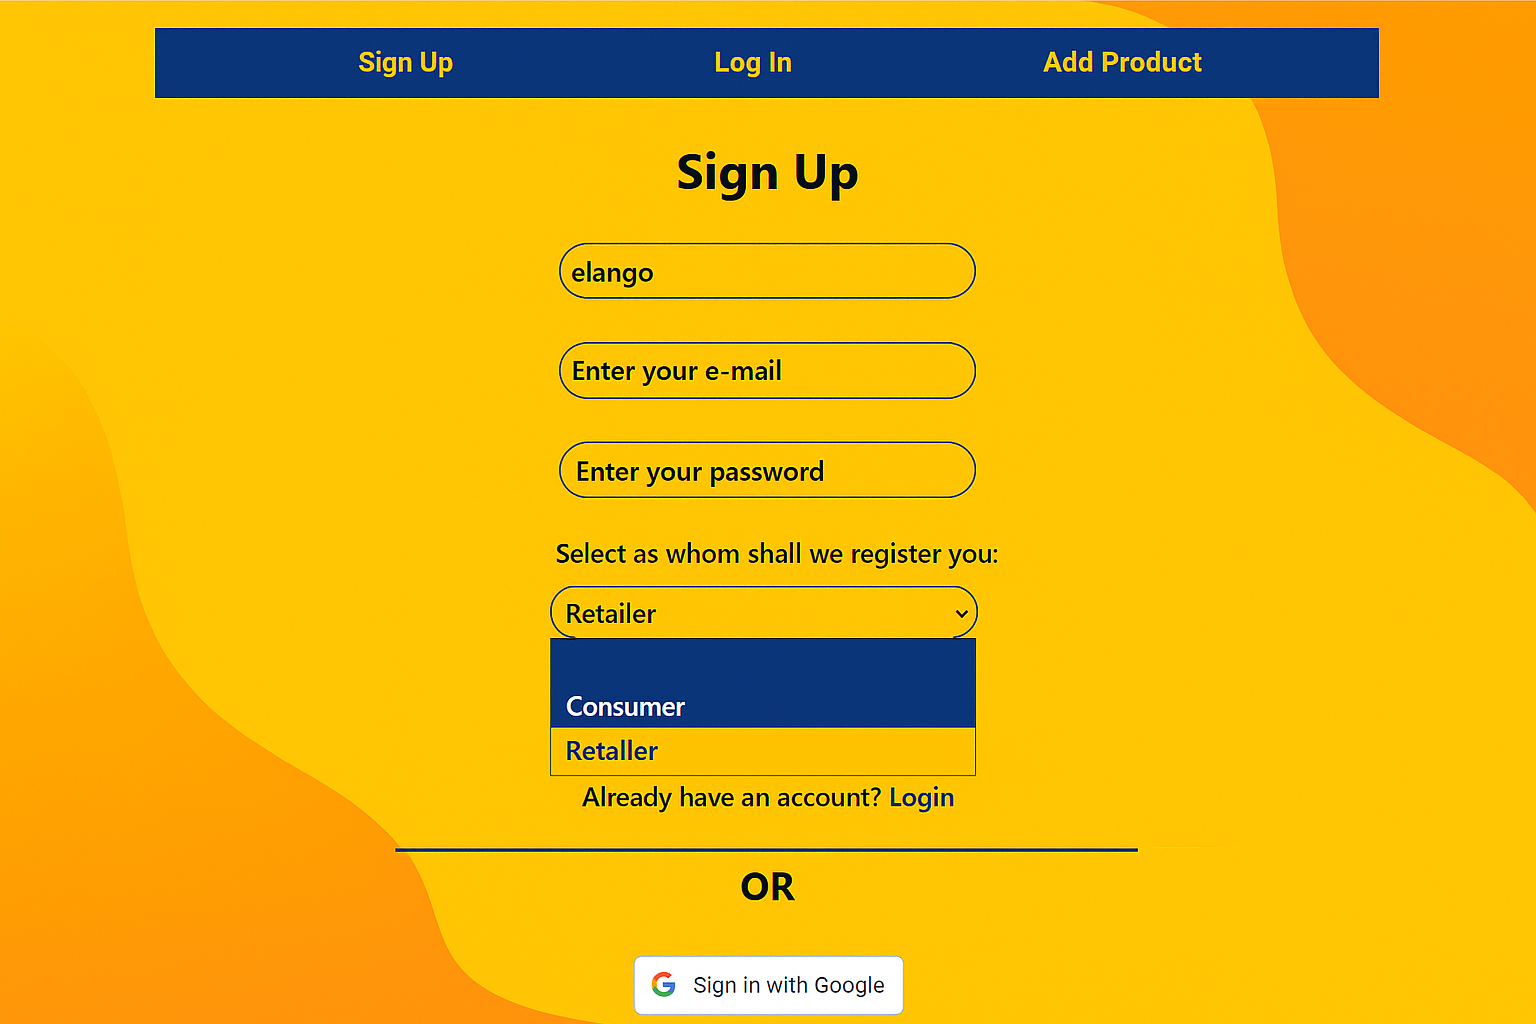 Sign Up Log In Add Product
Sign Up
elango
Enter your e-mail
Enter your password
Select as whom shall we register you:
Retailer
Consumer
Retaller
Already have an account? Login
OR
Sign in with Google